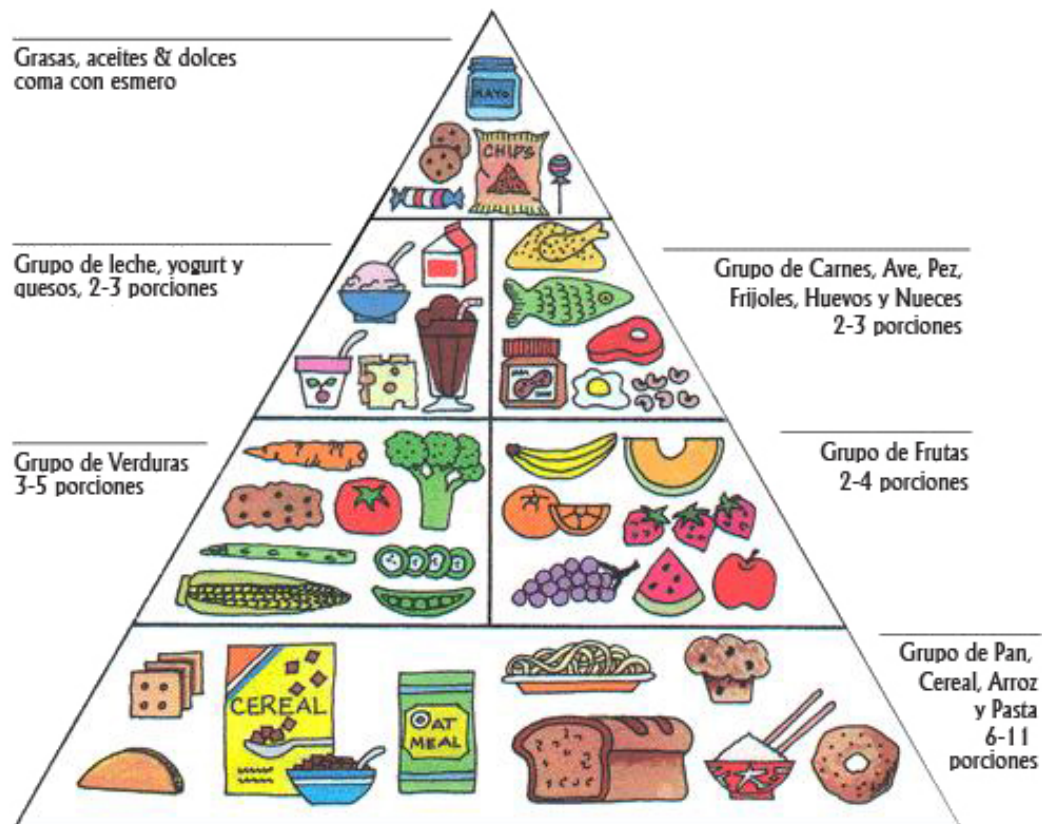 Grasas, aceites & dolces
coma con esmero
MAYO
CHIPS
Grupo de leche, yogurt y
quesos, 2-3 porciones
Grupo de Carnes, Ave, Pez,
Frijoles, Huevos y Nueces
2-3 porciones
Grupo de Verduras
3-5 porciones
Grupo de Frutas
2-4 porciones
Grupo de Pan,
Cereal, Arroz
y Pasta
6-11
porciones
CEREAL
OAT
MEAL